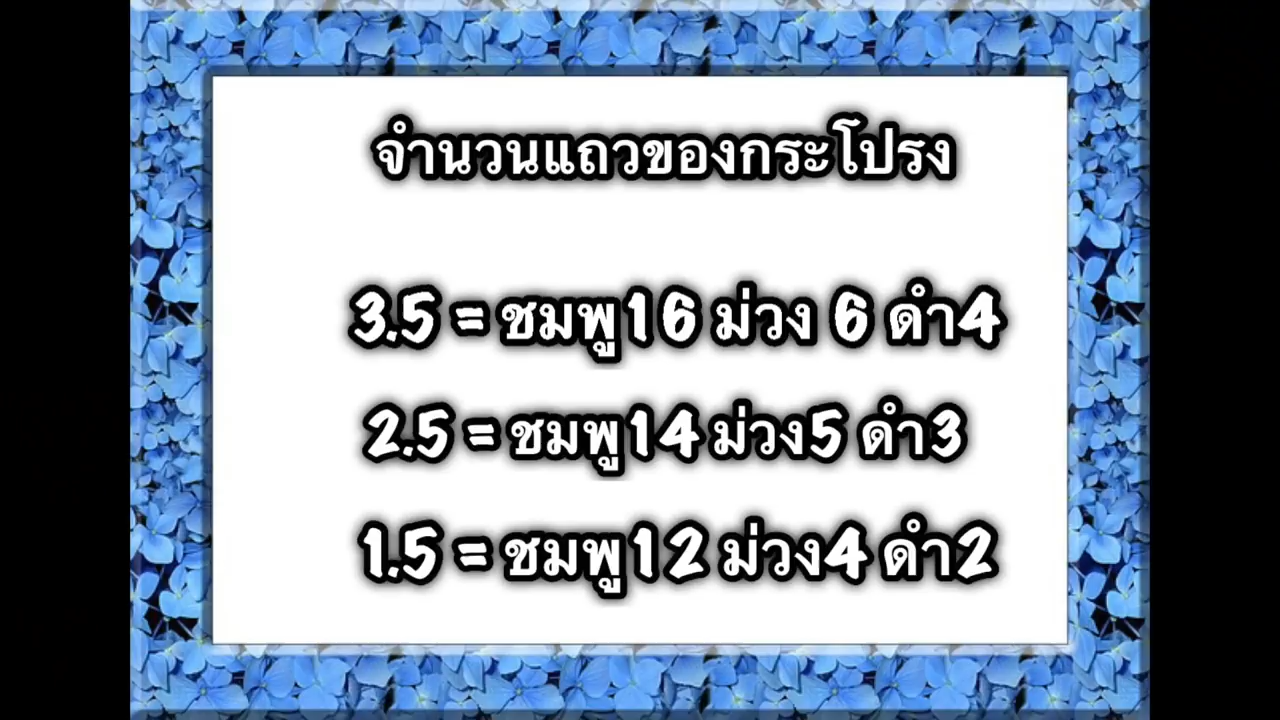 จำนวนแถวของกระโปรง
3.5 = ชมพู16 ม่วง 6 ดำ4
2.5 = ชมพู14 ม่วง5 ดำ3
1.5 = ชมพู12 ม่วง4 ดำ2